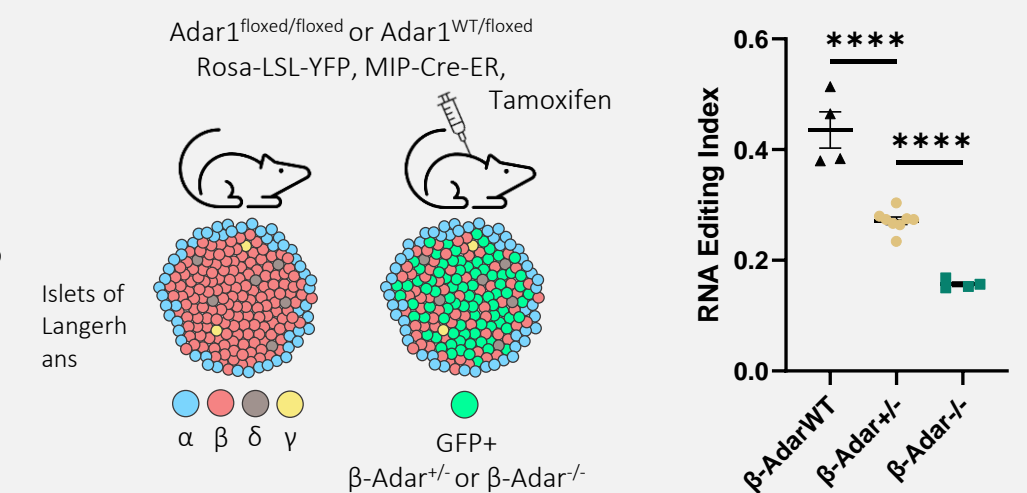 Adar1floxed/floxed or Adar1WT/floxed
Rosa-LSL-YFP, MIP-Cre-ER,
Tamoxifen
Islets of
Langerh
ans
α β δ γ
GFP+
β-Adar+/- or β-Adar-/-
RNA Editing Index
0.6
0.4
0.2
0.0
****
****
β-AdarWT
β-Adar+/-
β-Adar-/-